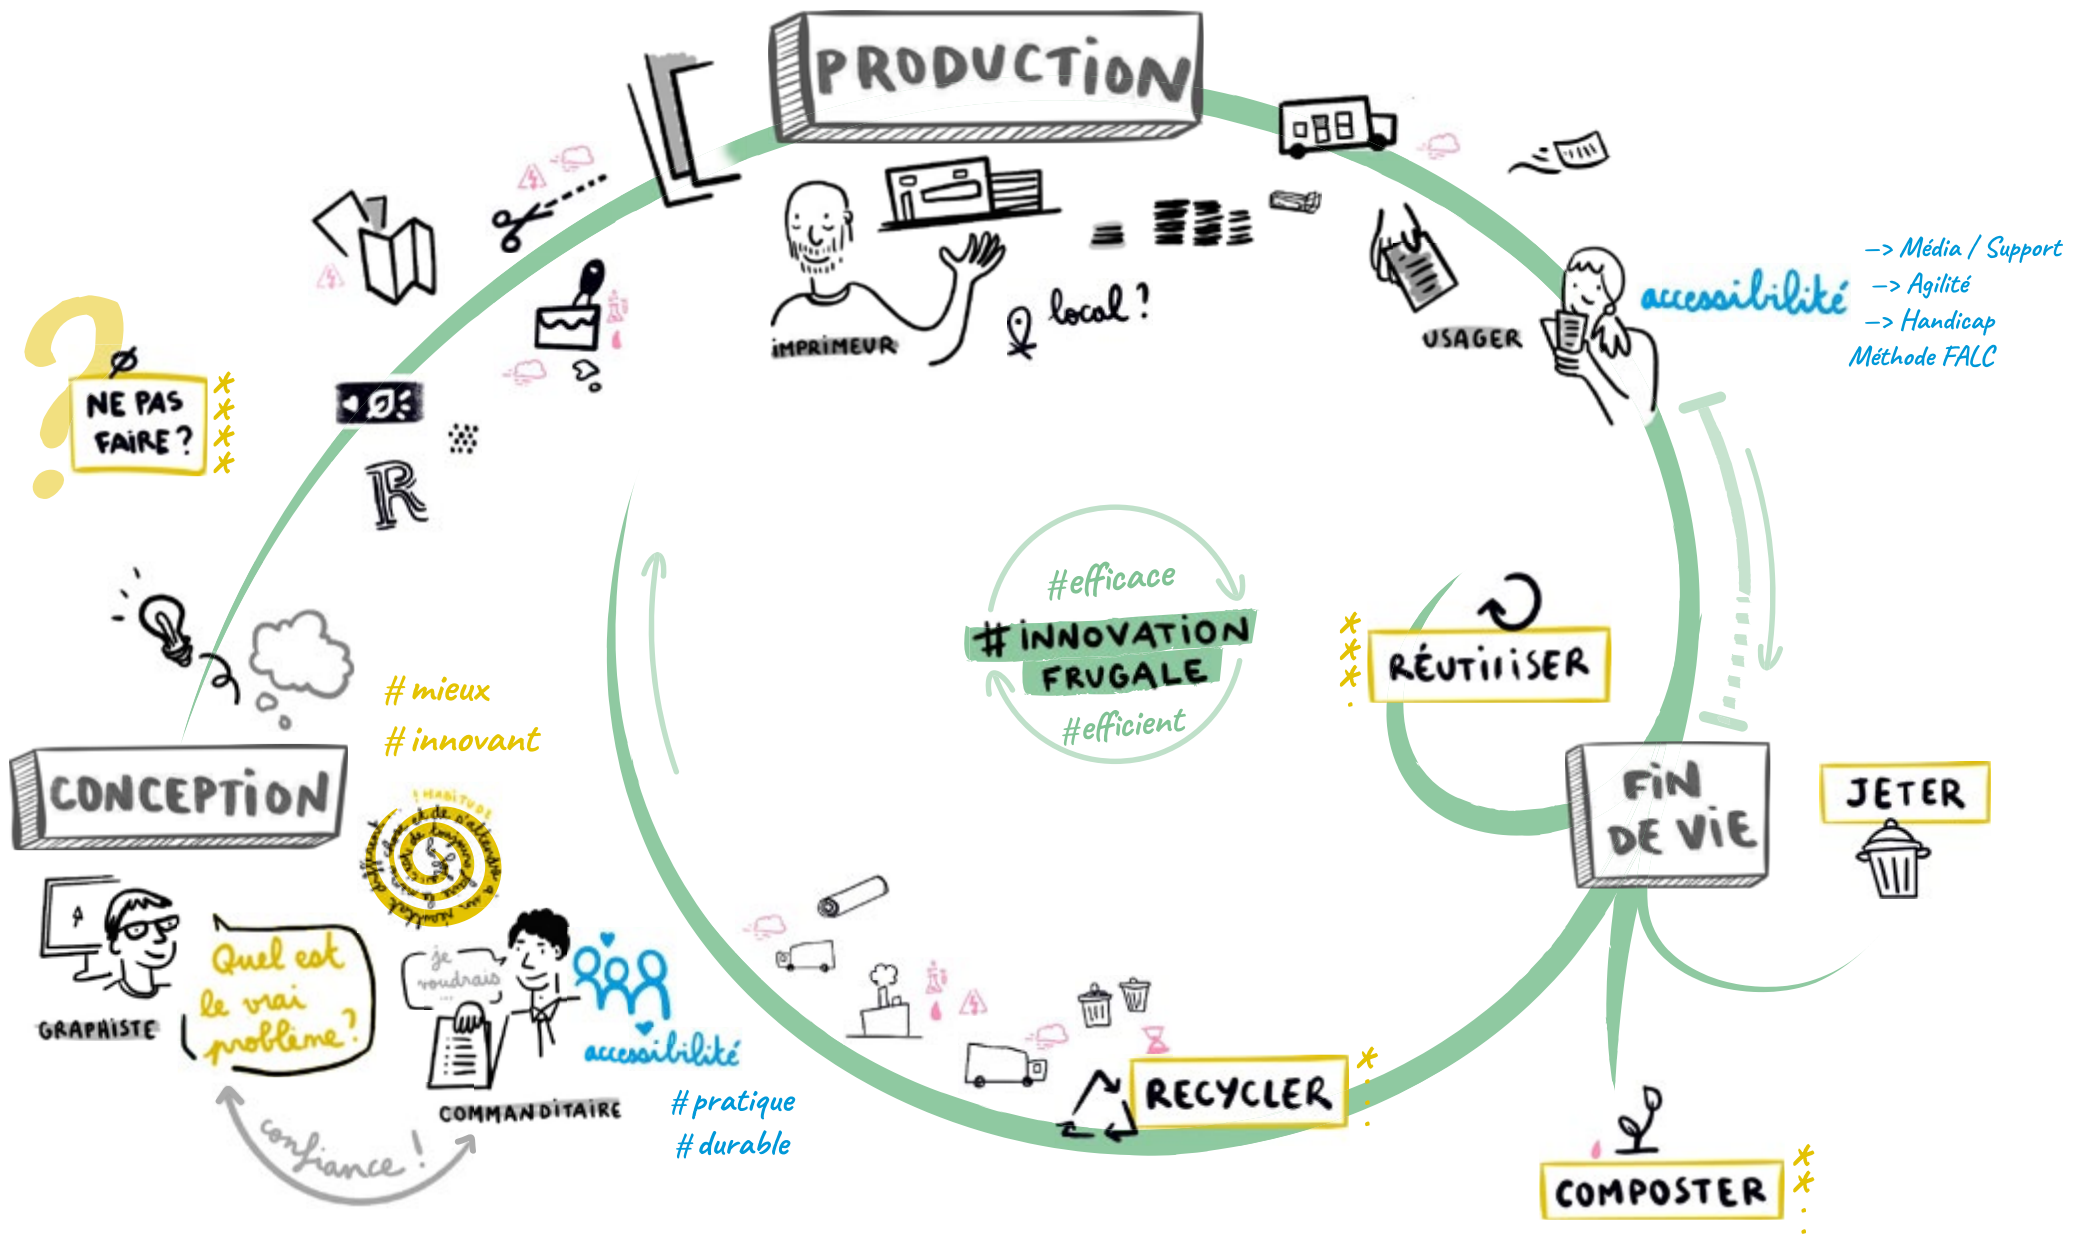 PRODUCTION
IMPRIMEUR
local ?
USAGER
accessibilité
—> Média / Support
—> Agilité
—> Handicap
Méthode FALC
?
NE PAS
FAIRE ?
R
#efficace
# INNOVATION
FRUGALE
#efficient
CONCEPTION
# mieux
# innovant
! HABITUDE
GRAPHISTE
Quel est
le vrai
problème ?
je
voudrais
...
COMMANDITAIRE
confiance !
accessibilité
# pratique
# durable
RÉUTILISER
FIN
DE VIE
JETER
RECYCLER
COMPOSTER